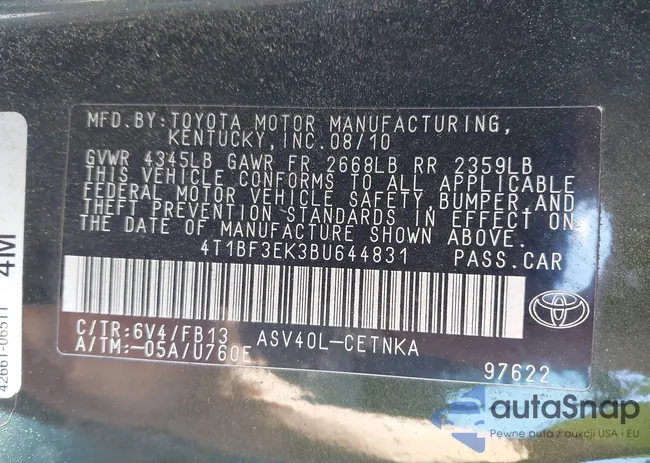 MFD.BY:TOYOTA MOTOR MANUFACTURING,
KENTUCKY,INC.08/10
GVWR 4345LB GAWR FR 2668LB RR 2359LB
THIS VEHICLE CONFORMS TO ALL APPLICABLE
FEDERAL MOTOR VEHICLE SAFETY,BUMPER,AND
THEFT PREVENTION STANDARDS IN EFFECT ON
THE DATE OF MANUFACTURE SHOWN ABOVE.
4T1BF3EK3BU644831 PASS.CAR
C/TR:6V4/FB13 ASV40L-CETNKA
A/TM:-05A/U760E
97622
4M
42661-06511
autaSnap
Pewne auta z aukcji USA i EU